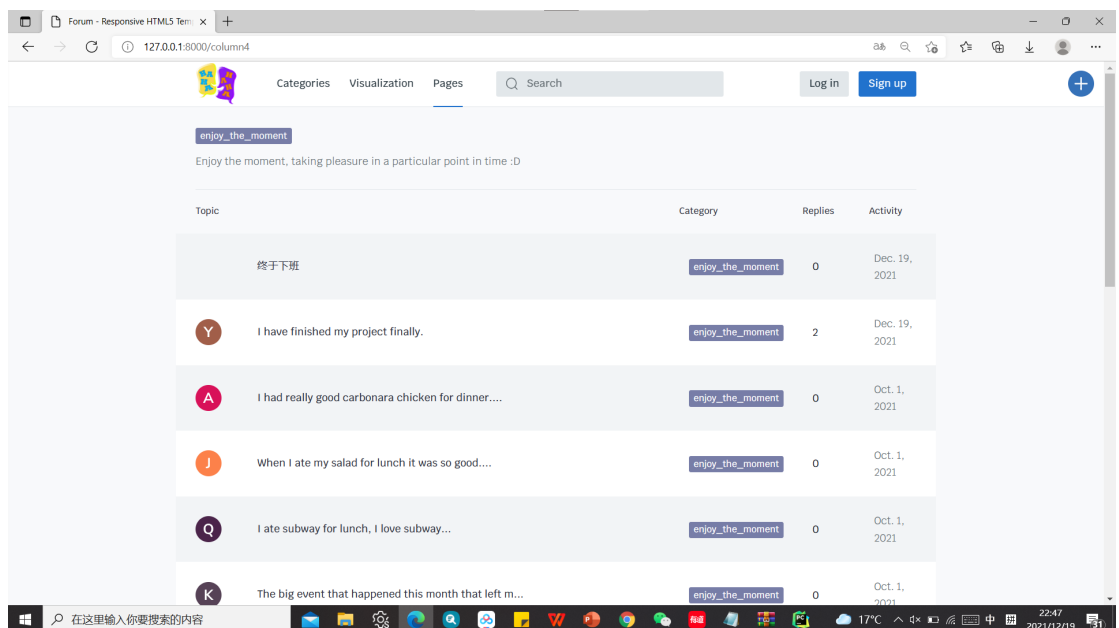 Forum - Responsive HTML5 Tem
127.0.0.1:8000/column4
Categories Visualization Pages Search Log in Sign up
enjoy_the_moment
Enjoy the moment, taking pleasure in a particular point in time :D
Topic Category Replies Activity
终于下班 enjoy_the_moment 0 Dec. 19,
2021
Y I have finished my project finally. enjoy_the_moment 2 Dec. 19,
2021
A I had really good carbonara chicken for dinner.... enjoy_the_moment 0 Oct. 1,
2021
J When I ate my salad for lunch it was so good.... enjoy_the_moment 0 Oct. 1,
2021
Q I ate subway for lunch, I love subway... enjoy_the_moment 0 Oct. 1,
2021
K The big event that happened this month that left m... enjoy_the_moment 0 Oct. 1,
2021
在这里输入你要搜索的内容 17°C 中 拼 22:47
2021/12/19 31